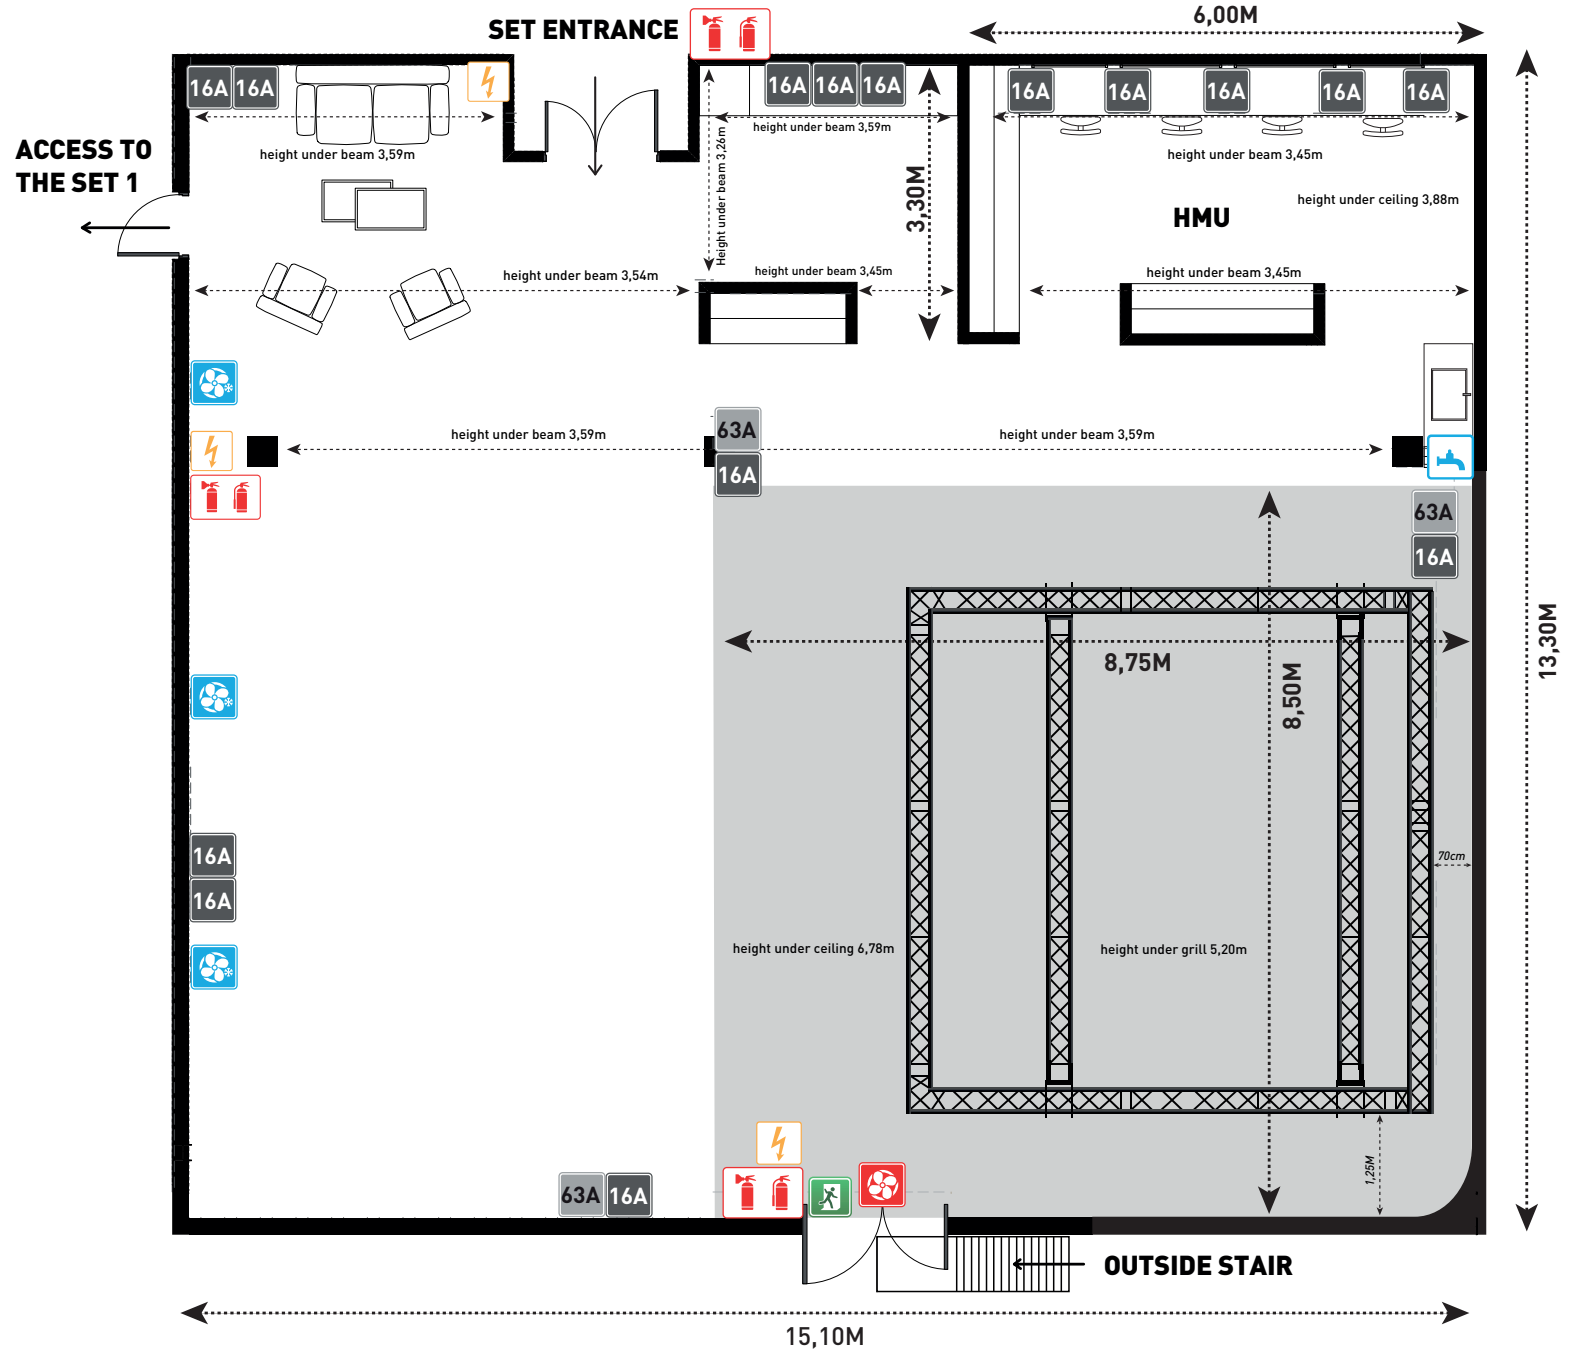 6,00M
SET ENTRANCE
16A 16A
16A 16A 16A
16A 16A 16A 16A 16A
height under beam 3,59m
height under beam 3,59m
height under beam 3,45m
ACCESS TO
THE SET 1
Height under beam 3,26m
3,30M
height under ceiling 3,88m
HMU
height under beam 3,54m
height under beam 3,45m
height under beam 3,45m
63A
16A
height under beam 3,59m
height under beam 3,59m
63A
16A
13,30M
8,75M
8,50M
16A
16A
70cm
height under ceiling 6,78m
height under grill 5,20m
1,25M
63A 16A
OUTSIDE STAIR
15,10M